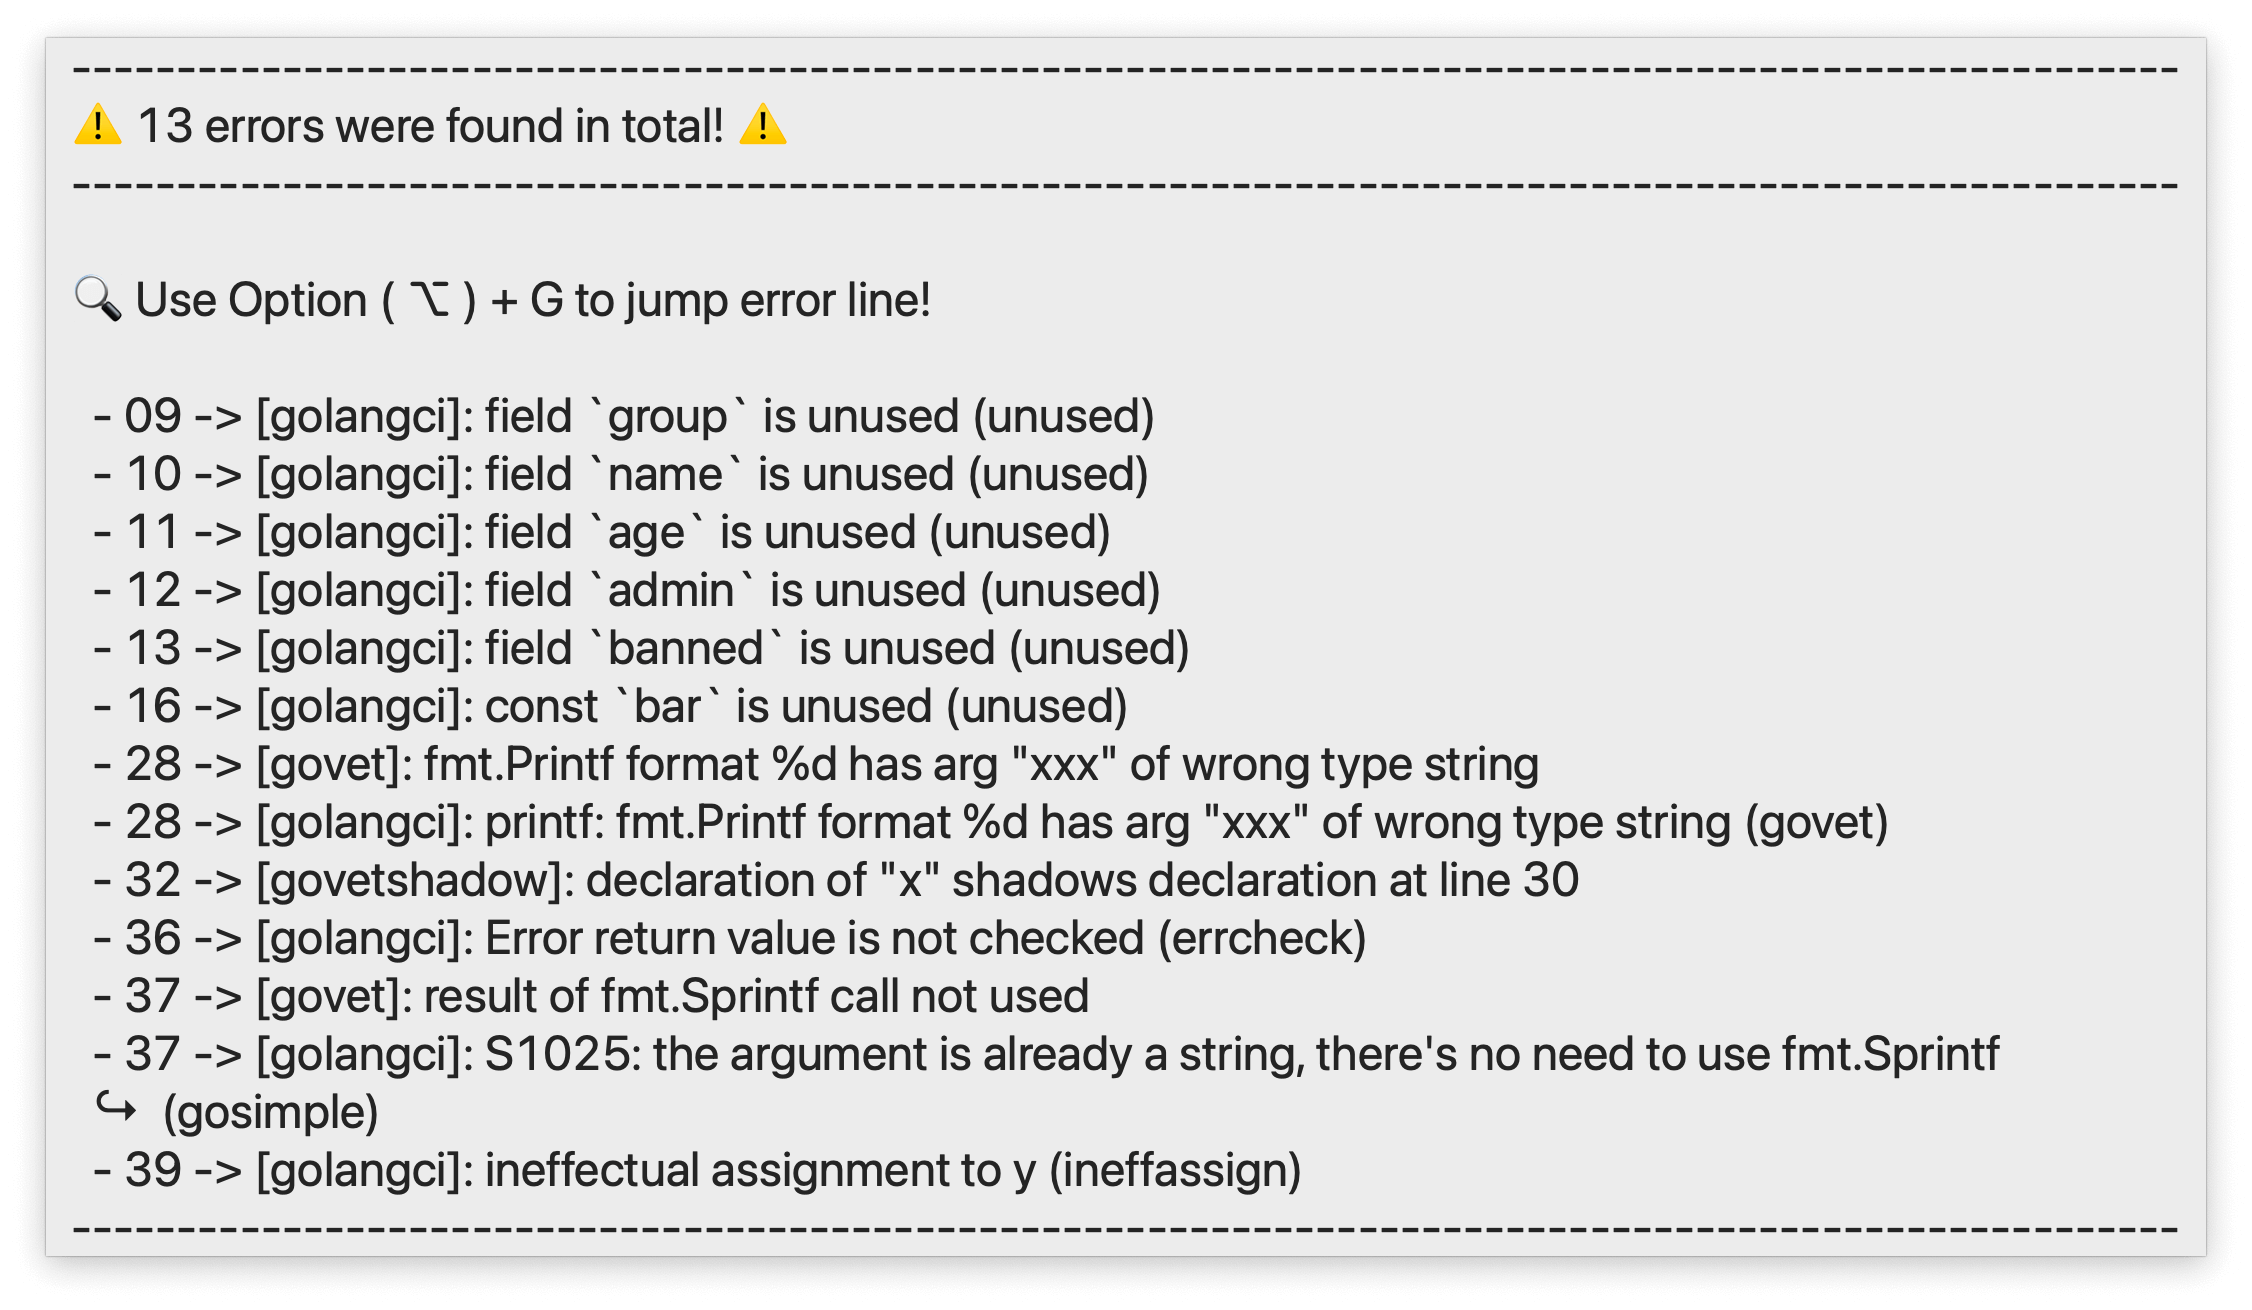 ----------------------------------------------------------------------------------------------------
⚠️ 13 errors were found in total! ⚠️
----------------------------------------------------------------------------------------------------
🔍 Use Option ( ⌥ ) + G to jump error line!
- 09 -> [golangci]: field `group` is unused (unused)
- 10 -> [golangci]: field `name` is unused (unused)
- 11 -> [golangci]: field `age` is unused (unused)
- 12 -> [golangci]: field `admin` is unused (unused)
- 13 -> [golangci]: field `banned` is unused (unused)
- 16 -> [golangci]: const `bar` is unused (unused)
- 28 -> [govet]: fmt.Printf format %d has arg "xxx" of wrong type string
- 28 -> [golangci]: printf: fmt.Printf format %d has arg "xxx" of wrong type string (govet)
- 32 -> [govetshadow]: declaration of "x" shadows declaration at line 30
- 36 -> [golangci]: Error return value is not checked (errcheck)
- 37 -> [govet]: result of fmt.Sprintf call not used
- 37 -> [golangci]: S1025: the argument is already a string, there's no need to use fmt.Sprintf
↪ (gosimple)
- 39 -> [golangci]: ineffectual assignment to y (ineffassign)
----------------------------------------------------------------------------------------------------